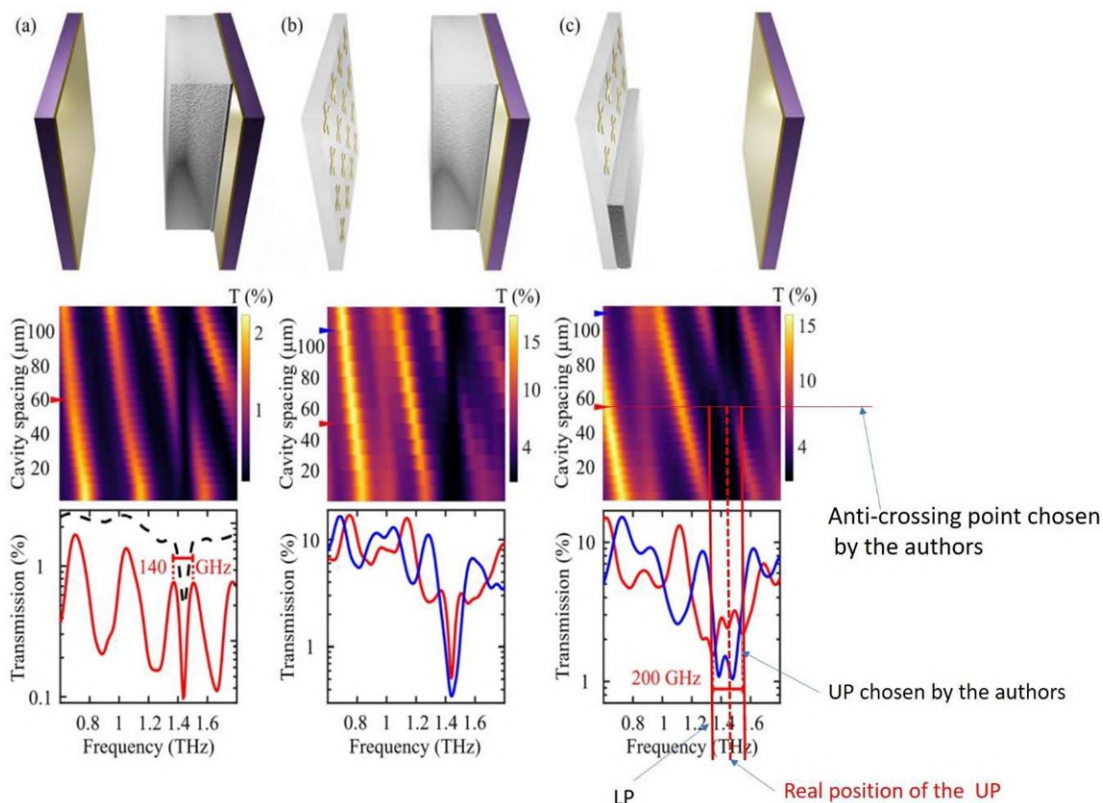 (a)
(b)
(c)
T (%)
T (%)
T (%)
Cavity spacing (μm)
100
80
60
40
20
2
1
Cavity spacing (μm)
100
80
60
40
20
15
10
4
Cavity spacing (μm)
100
80
60
40
20
15
10
4
Anti-crossing point chosen
by the authors
Transmission (%)
1
0.1
140 GHz
Transmission (%)
10
1
Transmission (%)
10
1
200 GHz
UP chosen by the authors
0.8 1 1.2 1.4 1.6
Frequency (THz)
0.8 1 1.2 1.4 1.6
Frequency (THz)
0.8 1 1.2 1.4 1.6
Frequency (THz)
LP
Real position of the UP